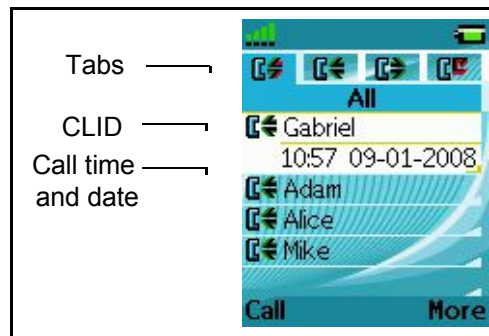 Tabs
CLID
Call time
and date
All
Gabriel
10:57 09-01-2008
Adam
Alice
Mike
Call
More